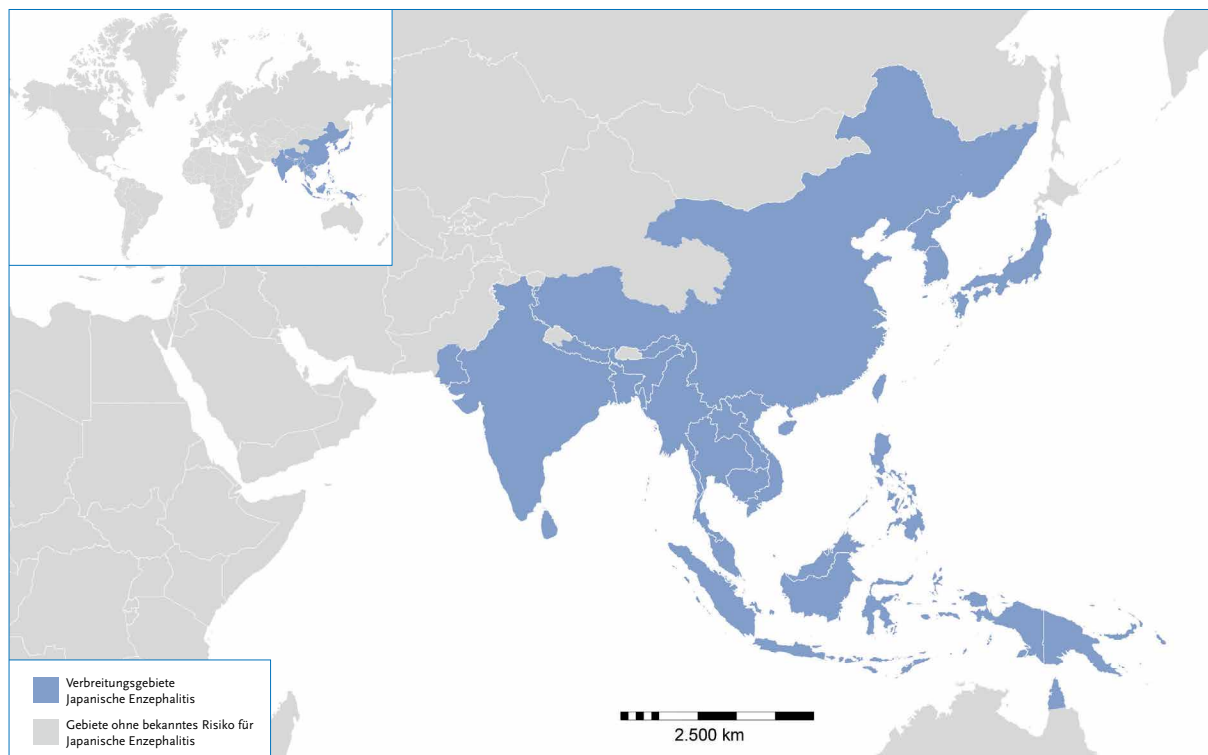 Verbreitungsgebiete
Japanische Enzephalitis
Gebiete ohne bekanntes Risiko für
Japanische Enzephalitis
2.500 km